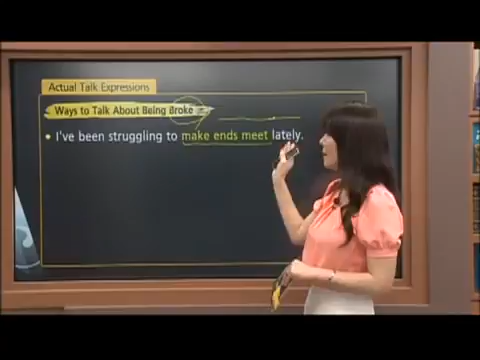 Actual Talk Expressions
Ways to Talk About Being Broke
• I've been struggling to make ends meet lately.